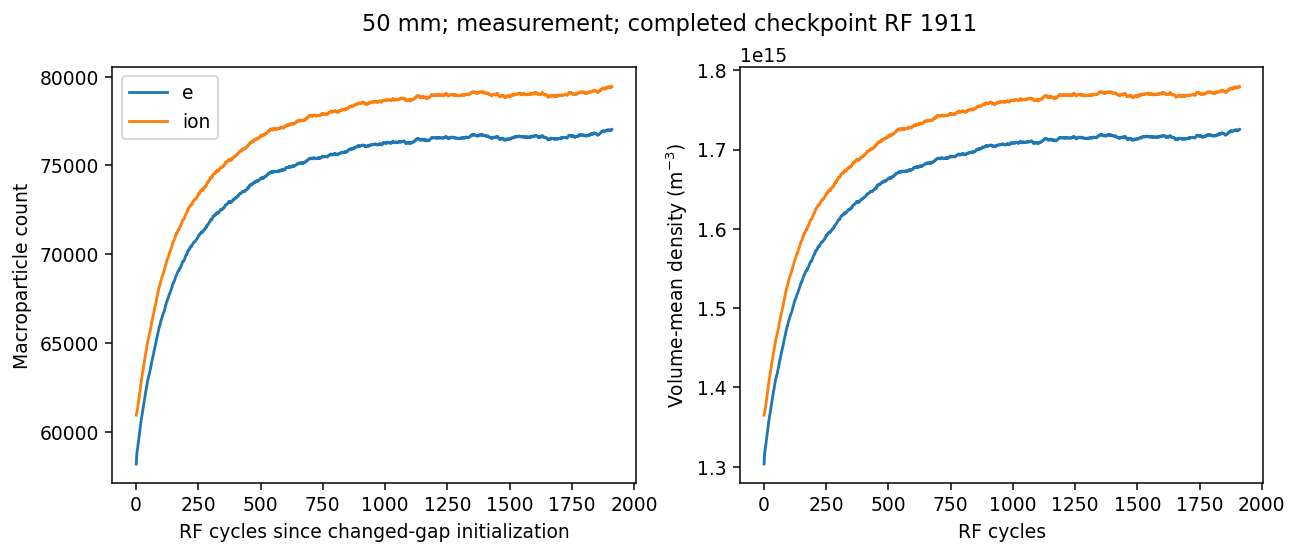 50 mm; measurement; completed checkpoint RF 1911
Macroparticle count
80000
75000
70000
65000
60000
e
ion
0 250 500 750 1000 1250 1500 1750 2000
RF cycles since changed-gap initialization
1e15
Volume-mean density (m⁻³)
1.8
1.7
1.6
1.5
1.4
1.3
0 250 500 750 1000 1250 1500 1750 2000
RF cycles